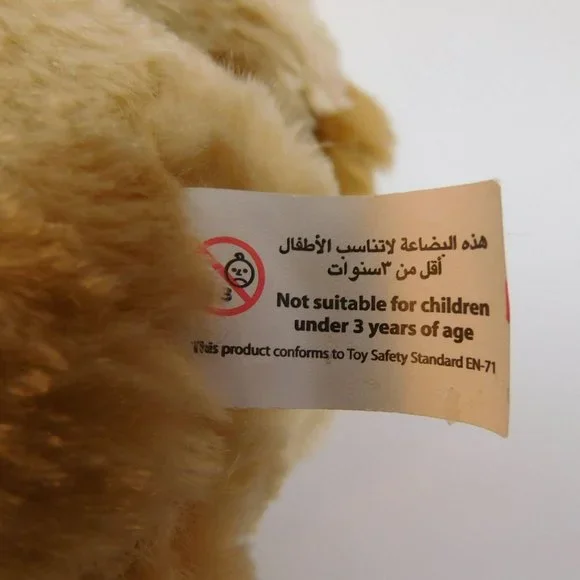 هذه البضاعة لاتناسب الأطفال
أقل من ٣سنوات
Not suitable for children
under 3 years of age
This product conforms to Toy Safety Standard EN-71